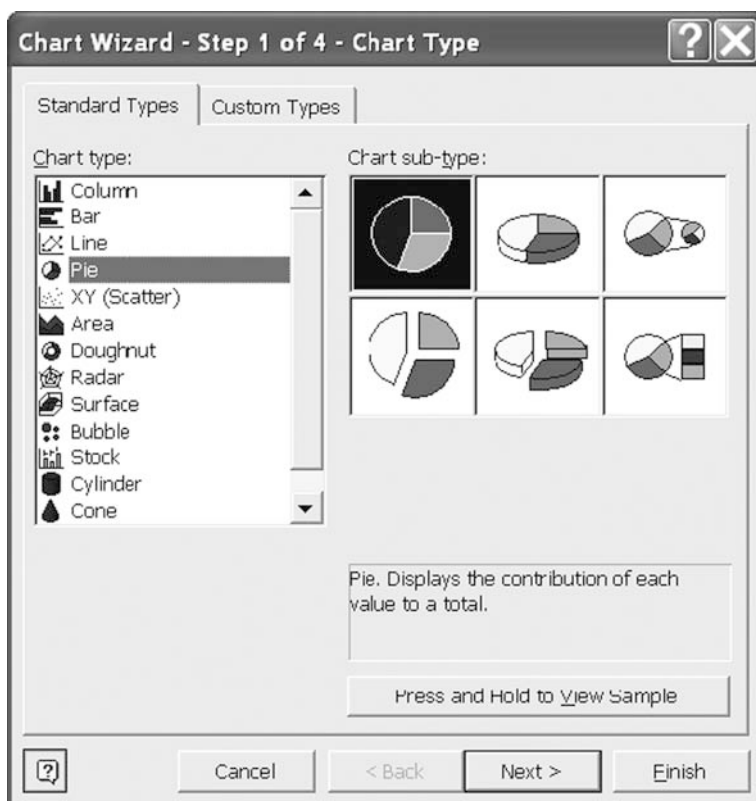 Chart Wizard - Step 1 of 4 - Chart Type
Standard Types
Custom Types
Chart type:
Column
Bar
Line
Pie
XY (Scatter)
Area
Doughnut
Radar
Surface
Bubble
Stock
Cylinder
Cone
Chart sub-type:
Pie. Displays the contribution of each
value to a total.
Press and Hold to View Sample
Cancel
< Back
Next >
Finish